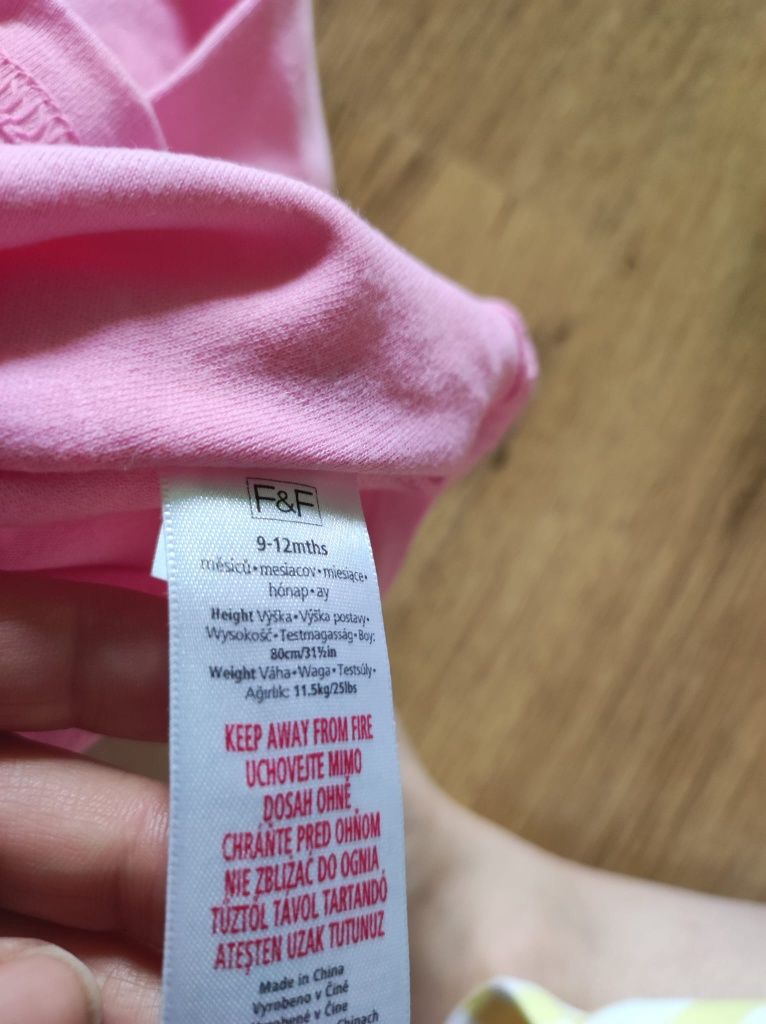 F&F
9-12mths
měsíců•mesiacov•miesiące•
hónap•ay
Height Výška•Výška postavy•
Wysokość•Testmagasság•Boy:
80cm/31½in
Weight Váha•Waga•Testsúly•
Ağırlık: 11.5kg/25lbs
KEEP AWAY FROM FIRE
UCHOVEJTE MIMO
DOSAH OHNĚ
CHRÁŇTE PRED OHŇOM
NIE ZBLIŻAĆ DO OGNIA
TŰZTŐL TÁVOL TARTANDÓ
ATEŞTEN UZAK TUTUNUZ
Made in China
Vyrobeno v Číně
Vyrobené v Číne